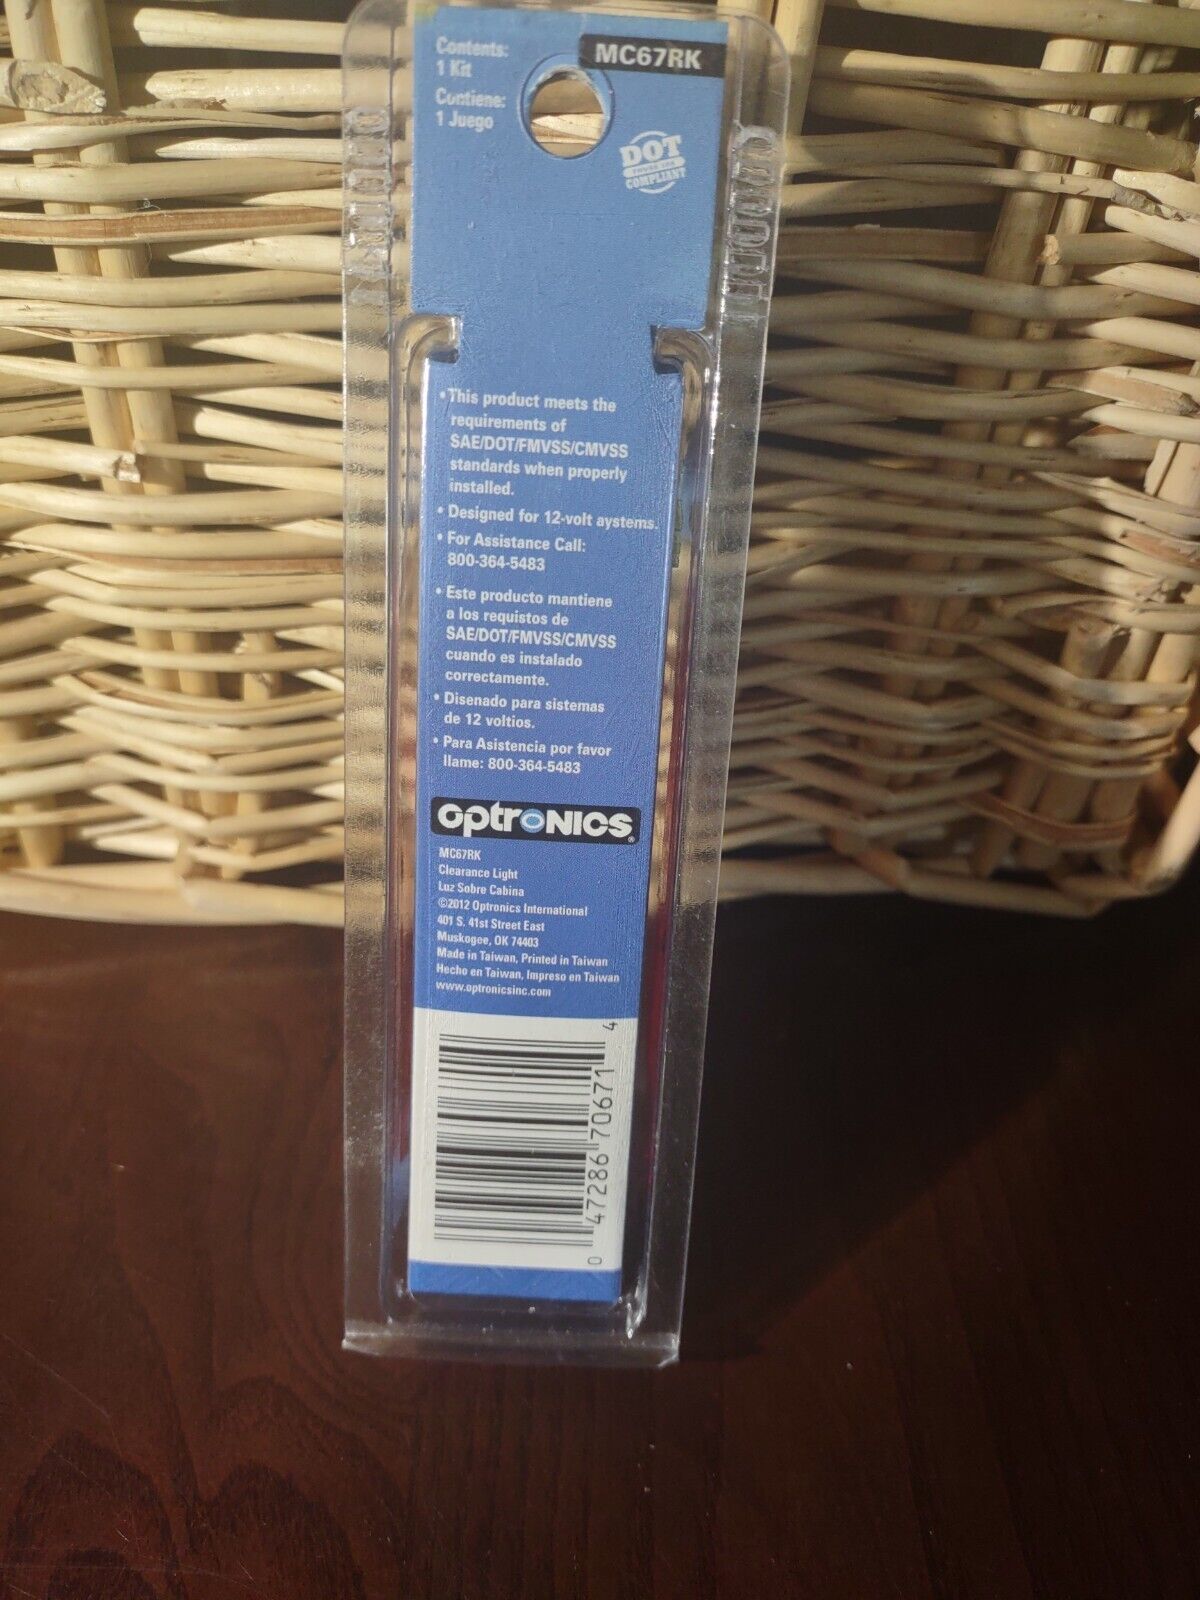 Contents:
1 Kit
Contiene:
1 Juego
MC67RK
DOT
COMPLIANT
• This product meets the
requirements of
SAE/DOT/FMVSS/CMVSS
standards when properly
installed.
• Designed for 12-volt aystems.
• For Assistance Call:
800-364-5483
• Este producto mantiene
a los requistos de
SAE/DOT/FMVSS/CMVSS
cuando es instalado
correctamente.
• Disenado para sistemas
de 12 voltios.
• Para Asistencia por favor
llame: 800-364-5483
optronics®
MC67RK
Clearance Light
Luz Sobre Cabina
©2012 Optronics International
401 S. 41st Street East
Muskogee, OK 74403
Made in Taiwan, Printed in Taiwan
Hecho en Taiwan, Impreso en Taiwan
www.optronicsinc.com
0 47286 70671 4